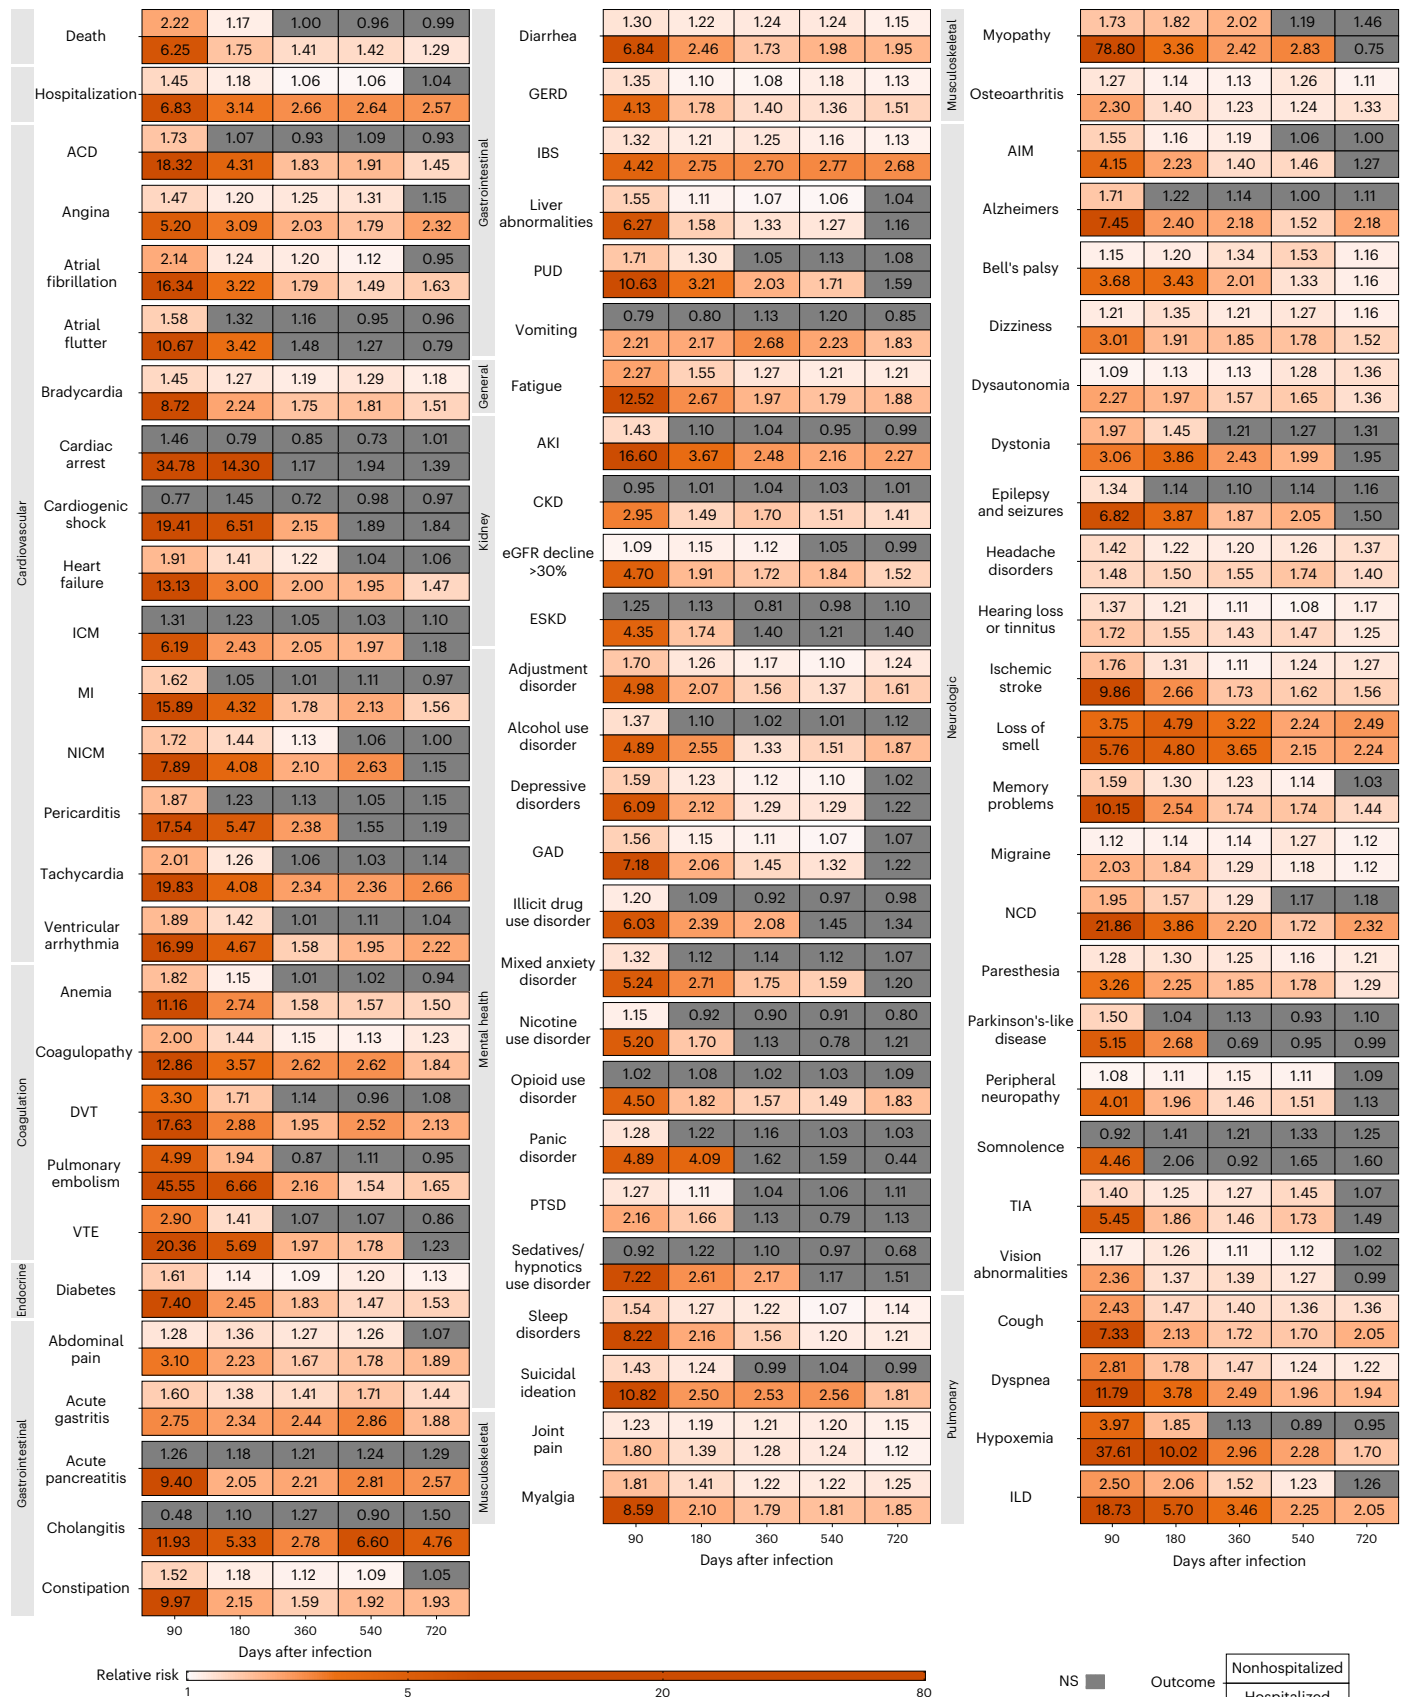 Cardiovascular
Death
2.22 1.17 1.00 0.96 0.99
6.25 1.75 1.41 1.42 1.29
Hospitalization
1.45 1.18 1.06 1.06 1.04
6.83 3.14 2.66 2.64 2.57
ACD
1.73 1.07 0.93 1.09 0.93
18.32 4.31 1.83 1.91 1.45
Angina
1.47 1.20 1.25 1.31 1.15
5.20 3.09 2.03 1.79 2.32
Atrial
fibrillation
2.14 1.24 1.20 1.12 0.95
16.34 3.22 1.79 1.49 1.63
Atrial
flutter
1.58 1.32 1.16 0.95 0.96
10.67 3.42 1.48 1.27 0.79
Bradycardia
1.45 1.27 1.19 1.29 1.18
8.72 2.24 1.75 1.81 1.51
Cardiac
arrest
1.46 0.79 0.85 0.73 1.01
34.78 14.30 1.17 1.94 1.39
Cardiogenic
shock
0.77 1.45 0.72 0.98 0.97
19.41 6.51 2.15 1.89 1.84
Heart
failure
1.91 1.41 1.22 1.04 1.06
13.13 3.00 2.00 1.95 1.47
ICM
1.31 1.23 1.05 1.03 1.10
6.19 2.43 2.05 1.97 1.18
MI
1.62 1.05 1.01 1.11 0.97
15.89 4.32 1.78 2.13 1.56
NICM
1.72 1.44 1.13 1.06 1.00
7.89 4.08 2.10 2.63 1.15
Pericarditis
1.87 1.23 1.13 1.05 1.15
17.54 5.47 2.38 1.55 1.19
Tachycardia
2.01 1.26 1.06 1.03 1.14
19.83 4.08 2.34 2.36 2.66
Ventricular
arrhythmia
1.89 1.42 1.01 1.11 1.04
16.99 4.67 1.58 1.95 2.22
Coagulation
Anemia
1.82 1.15 1.01 1.02 0.94
11.16 2.74 1.58 1.57 1.50
Coagulopathy
2.00 1.44 1.15 1.13 1.23
12.86 3.57 2.62 2.62 1.84
DVT
3.30 1.71 1.14 0.96 1.08
17.63 2.88 1.95 2.52 2.13
Pulmonary
embolism
4.99 1.94 0.87 1.11 0.95
45.55 6.66 2.16 1.54 1.65
VTE
2.90 1.41 1.07 1.07 0.86
20.36 5.69 1.97 1.78 1.23
Endocrine
Diabetes
1.61 1.14 1.09 1.20 1.13
7.40 2.45 1.83 1.47 1.53
Gastrointestinal
Abdominal
pain
1.28 1.36 1.27 1.26 1.07
3.10 2.23 1.67 1.78 1.89
Acute
gastritis
1.60 1.38 1.41 1.71 1.44
2.75 2.34 2.44 2.86 1.88
Acute
pancreatitis
1.26 1.18 1.21 1.24 1.29
9.40 2.05 2.21 2.81 2.57
Cholangitis
0.48 1.10 1.27 0.90 1.50
11.93 5.33 2.78 6.60 4.76
Constipation
1.52 1.18 1.12 1.09 1.05
9.97 2.15 1.59 1.92 1.93
90 180 360 540 720
Days after infection
Gastrointestinal
Diarrhea
1.30 1.22 1.24 1.24 1.15
6.84 2.46 1.73 1.98 1.95
GERD
1.35 1.10 1.08 1.18 1.13
4.13 1.78 1.40 1.36 1.51
IBS
1.32 1.21 1.25 1.16 1.13
4.42 2.75 2.70 2.77 2.68
Liver
abnormalities
1.55 1.11 1.07 1.06 1.04
6.27 1.58 1.33 1.27 1.16
PUD
1.71 1.30 1.05 1.13 1.08
10.63 3.21 2.03 1.71 1.59
Vomiting
0.79 0.80 1.13 1.20 0.85
2.21 2.17 2.68 2.23 1.83
General
Fatigue
2.27 1.55 1.27 1.21 1.21
12.52 2.67 1.97 1.79 1.88
Kidney
AKI
1.43 1.10 1.04 0.95 0.99
16.60 3.67 2.48 2.16 2.27
CKD
0.95 1.01 1.04 1.03 1.01
2.95 1.49 1.70 1.51 1.41
eGFR decline
>30%
1.09 1.15 1.12 1.05 0.99
4.70 1.91 1.72 1.84 1.52
ESKD
1.25 1.13 0.81 0.98 1.10
4.35 1.74 1.40 1.21 1.40
Mental health
Adjustment
disorder
1.70 1.26 1.17 1.10 1.24
4.98 2.07 1.56 1.37 1.61
Alcohol use
disorder
1.37 1.10 1.02 1.01 1.12
4.89 2.55 1.33 1.51 1.87
Depressive
disorders
1.59 1.23 1.12 1.10 1.02
6.09 2.12 1.29 1.29 1.22
GAD
1.56 1.15 1.11 1.07 1.07
7.18 2.06 1.45 1.32 1.22
Illicit drug
use disorder
1.20 1.09 0.92 0.97 0.98
6.03 2.39 2.08 1.45 1.34
Mixed anxiety
disorder
1.32 1.12 1.14 1.12 1.07
5.24 2.71 1.75 1.59 1.20
Nicotine
use disorder
1.15 0.92 0.90 0.91 0.80
5.20 1.70 1.13 0.78 1.21
Opioid use
disorder
1.02 1.08 1.02 1.03 1.09
4.50 1.82 1.57 1.49 1.83
Panic
disorder
1.28 1.22 1.16 1.03 1.03
4.89 4.09 1.62 1.59 0.44
PTSD
1.27 1.11 1.04 1.06 1.11
2.16 1.66 1.13 0.79 1.13
Sedatives/
hypnotics
use disorder
0.92 1.22 1.10 0.97 0.68
7.22 2.61 2.17 1.17 1.51
Sleep
disorders
1.54 1.27 1.22 1.07 1.14
8.22 2.16 1.56 1.20 1.21
Suicidal
ideation
1.43 1.24 0.99 1.04 0.99
10.82 2.50 2.53 2.56 1.81
Musculoskeletal
Joint
pain
1.23 1.19 1.21 1.20 1.15
1.80 1.39 1.28 1.24 1.12
Myalgia
1.81 1.41 1.22 1.22 1.25
8.59 2.10 1.79 1.81 1.85
90 180 360 540 720
Days after infection
Musculoskeletal
Myopathy
1.73 1.82 2.02 1.19 1.46
78.80 3.36 2.42 2.83 0.75
Osteoarthritis
1.27 1.14 1.13 1.26 1.11
2.30 1.40 1.23 1.24 1.33
Neurologic
AIM
1.55 1.16 1.19 1.06 1.00
4.15 2.23 1.40 1.46 1.27
Alzheimers
1.71 1.22 1.14 1.00 1.11
7.45 2.40 2.18 1.52 2.18
Bell's palsy
1.15 1.20 1.34 1.53 1.16
3.68 3.43 2.01 1.33 1.16
Dizziness
1.21 1.35 1.21 1.27 1.16
3.01 1.91 1.85 1.78 1.52
Dysautonomia
1.09 1.13 1.13 1.28 1.36
2.27 1.97 1.57 1.65 1.36
Dystonia
1.97 1.45 1.21 1.27 1.31
3.06 3.86 2.43 1.99 1.95
Epilepsy
and seizures
1.34 1.14 1.10 1.14 1.16
6.82 3.87 1.87 2.05 1.50
Headache
disorders
1.42 1.22 1.20 1.26 1.37
1.48 1.50 1.55 1.74 1.40
Hearing loss
or tinnitus
1.37 1.21 1.11 1.08 1.17
1.72 1.55 1.43 1.47 1.25
Ischemic
stroke
1.76 1.31 1.11 1.24 1.27
9.86 2.66 1.73 1.62 1.56
Loss of
smell
3.75 4.79 3.22 2.24 2.49
5.76 4.80 3.65 2.15 2.24
Memory
problems
1.59 1.30 1.23 1.14 1.03
10.15 2.54 1.74 1.74 1.44
Migraine
1.12 1.14 1.14 1.27 1.12
2.03 1.84 1.29 1.18 1.12
NCD
1.95 1.57 1.29 1.17 1.18
21.86 3.86 2.20 1.72 2.32
Paresthesia
1.28 1.30 1.25 1.16 1.21
3.26 2.25 1.85 1.78 1.29
Parkinson's-like
disease
1.50 1.04 1.13 0.93 1.10
5.15 2.68 0.69 0.95 0.99
Peripheral
neuropathy
1.08 1.11 1.15 1.11 1.09
4.01 1.96 1.46 1.51 1.13
Somnolence
0.92 1.41 1.21 1.33 1.25
4.46 2.06 0.92 1.65 1.60
TIA
1.40 1.25 1.27 1.45 1.07
5.45 1.86 1.46 1.73 1.49
Vision
abnormalities
1.17 1.26 1.11 1.12 1.02
2.36 1.37 1.39 1.27 0.99
Pulmonary
Cough
2.43 1.47 1.40 1.36 1.36
7.33 2.13 1.72 1.70 2.05
Dyspnea
2.81 1.78 1.47 1.24 1.22
11.79 3.78 2.49 1.96 1.94
Hypoxemia
3.97 1.85 1.13 0.89 0.95
37.61 10.02 2.96 2.28 1.70
ILD
2.50 2.06 1.52 1.23 1.26
18.73 5.70 3.46 2.25 2.05
90 180 360 540 720
Days after infection
Relative risk
1 5 20 80
NS
Outcome
Nonhospitalized
Hospitalized